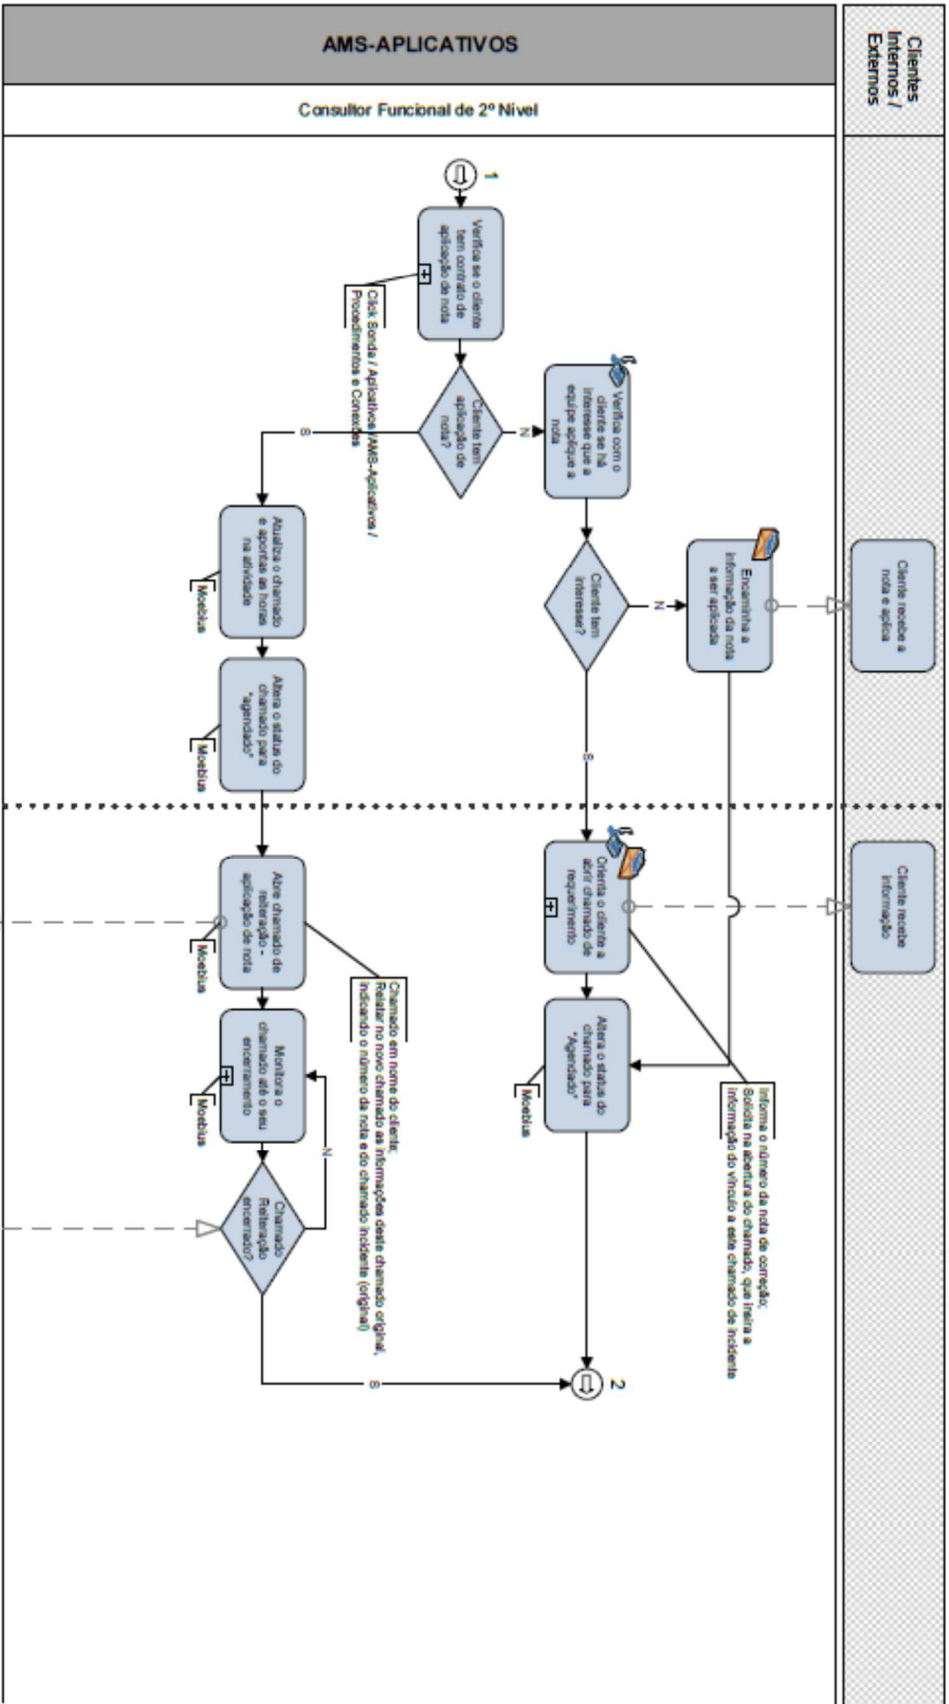 Clientes
Internos /
Externos
AMS-APLICATIVOS
Consultor Funcional de 2º Nível
Cliente recebe a
nota e aplica
Cliente recebe
informação
1
Verifica se o cliente
tem contrato de
aplicação de nota
Click Sonda / Aplicativos /AMS-Aplicativos /
Procedimentos e Conexões
Cliente tem
aplicação de
nota?
N
S
Verifica com o
cliente se há
interesse que a
equipe aplique a
nota
Cliente tem
interesse?
N
S
Encaminha a
informação da nota
a ser aplicada
Orienta o cliente a
abrir chamado de
requerimento
Informa o número da nota de correção;
Solicita na abertura do chamado, que insira a
informação do vínculo a este chamado de incidente
Altera o status do
chamado para
"Agendado"
Moebius
2
Atualiza o chamado
e apontas as horas
na atividade
Moebius
Altera o status do
chamado para
"agendado"
Moebius
Abre chamado de
reiteração -
aplicação de nota
Moebius
Chamado em nome do cliente;
Relatar no novo chamado as informações deste chamado original,
indicando o número da nota e do chamado incidente (original)
Monitora o
chamado até o seu
encerramento
Moebius
Chamado
Reiteração
encerrado?
N
S